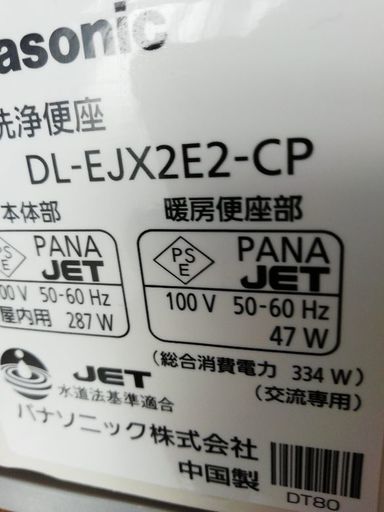 asonic
洗浄便座
DL-EJX2E2-CP
本体部
暖房便座部
PS
E
PANA
JET
PS
E
PANA
JET
00 V 50-60 Hz
屋内用 287 W
100 V 50-60 Hz
47 W
(総合消費電力 334 W)
(交流専用)
JET
水道法基準適合
パナソニック株式会社
中国製
DT80